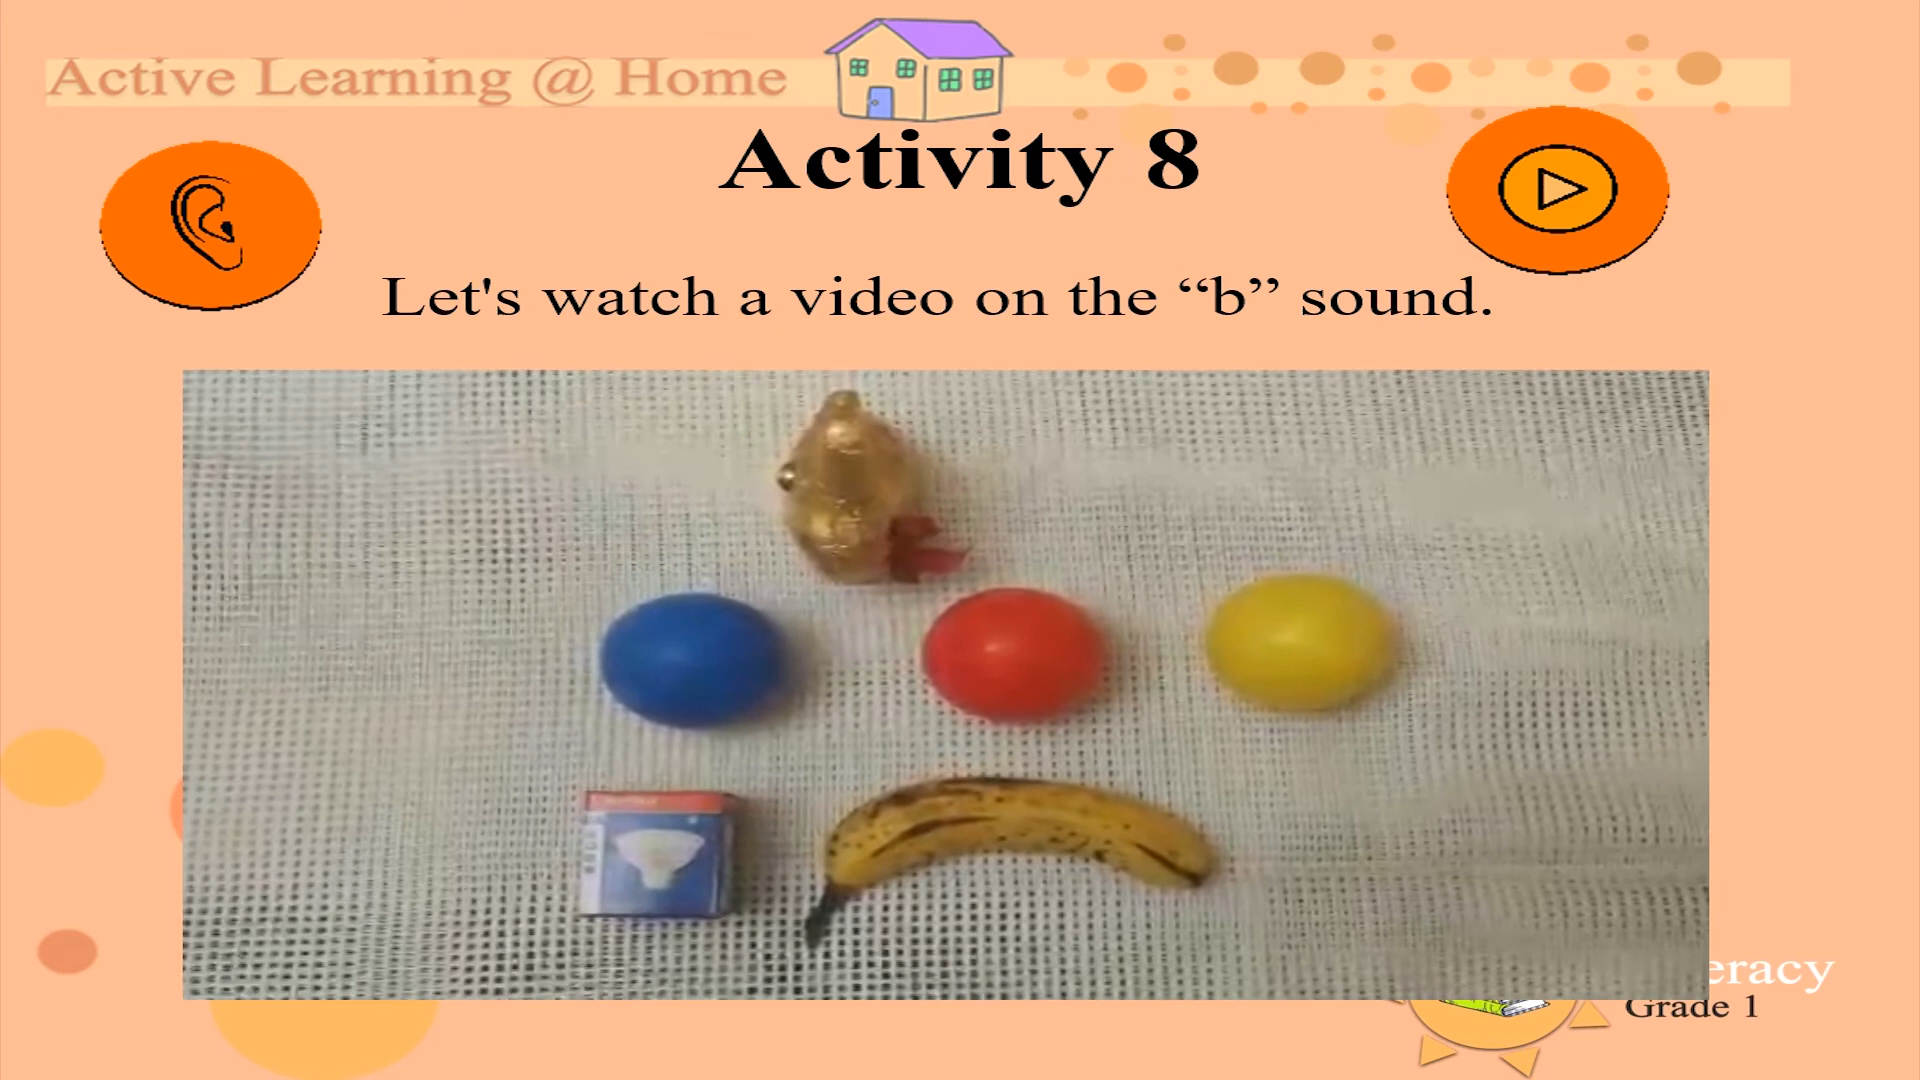 Active Learning @ Home
Activity 8
Let's watch a video on the “b” sound.
eracy
Grade 1